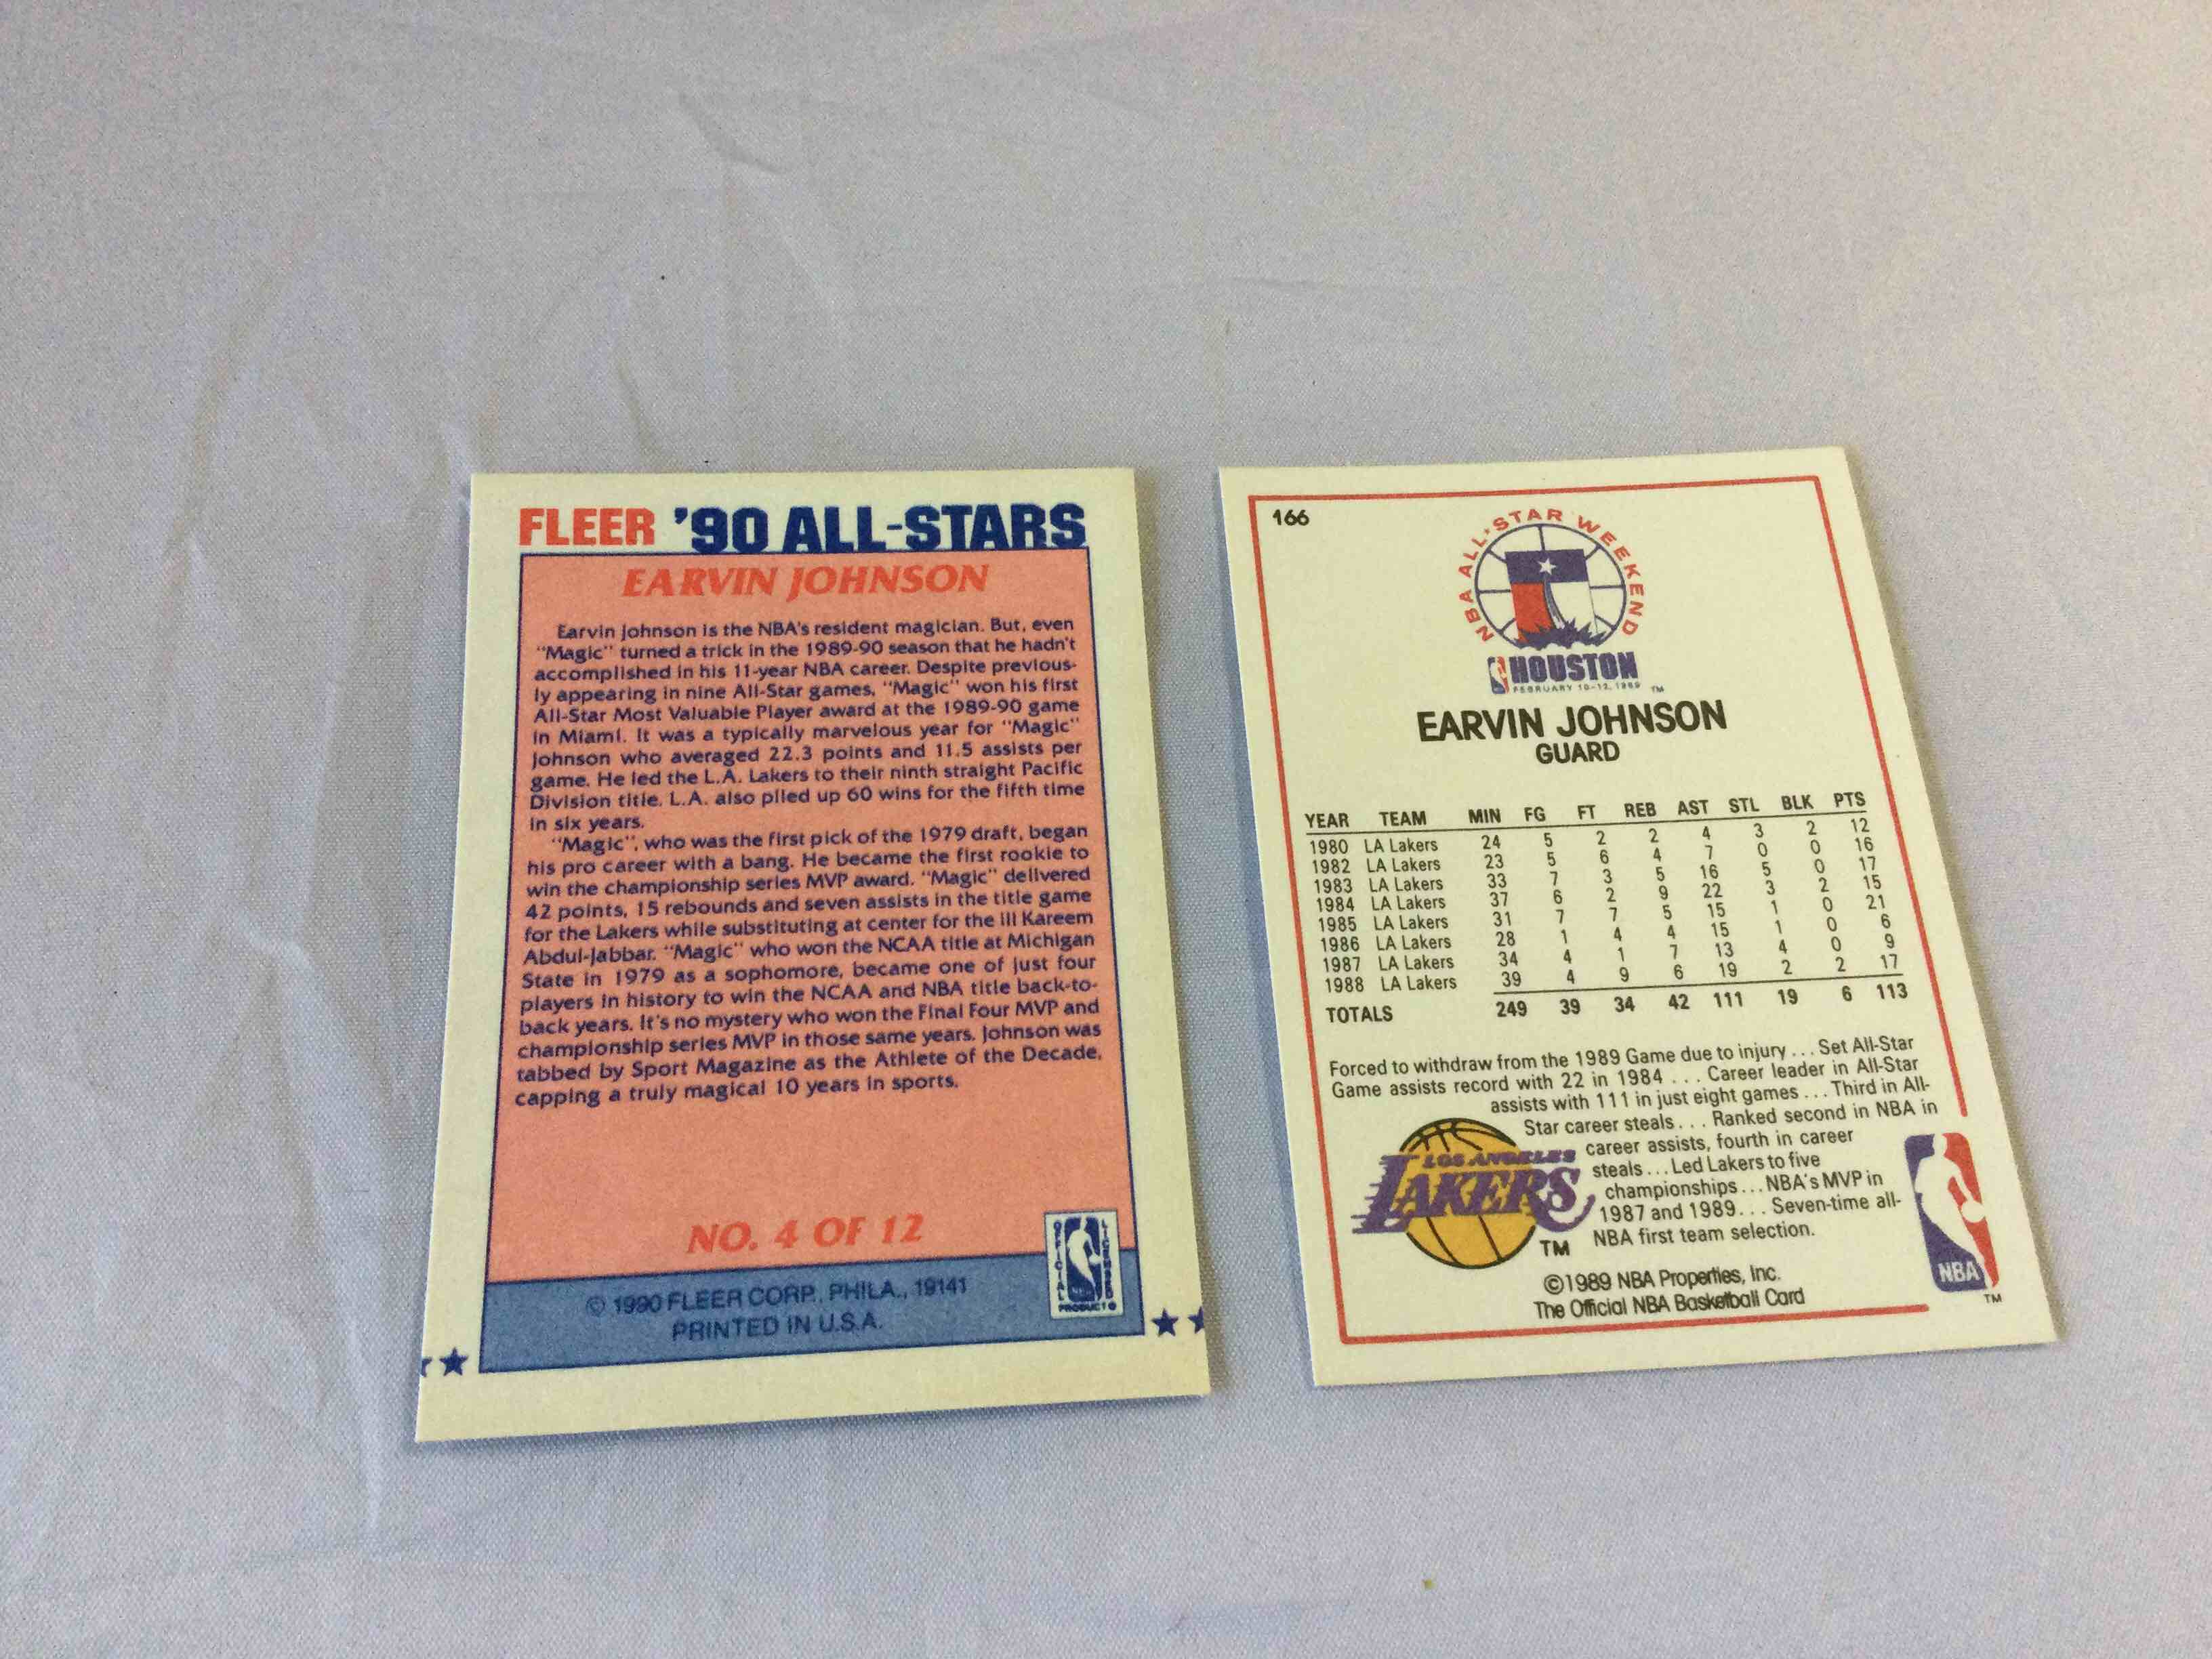 FLEER '90 ALL-STARS
EARVIN JOHNSON
Earvin Johnson is the NBA's resident magician. But, even
"Magic" turned a trick in the 1989-90 season that he hadn't
accomplished in his 11-year NBA career. Despite previous-
ly appearing in nine All-Star games, "Magic" won his first
All-Star Most Valuable Player award at the 1989-90 game
in Miami. It was a typically marvelous year for "Magic"
Johnson who averaged 22.3 points and 11.5 assists per
game. He led the L.A. Lakers to their ninth straight Pacific
Division title. L.A. also piled up 60 wins for the fifth time
in six years.
"Magic", who was the first pick of the 1979 draft, began
his pro career with a bang. He became the first rookie to
win the championship series MVP award. "Magic" delivered
42 points, 15 rebounds and seven assists in the title game
for the Lakers while substituting at center for the ill Kareem
Abdul-Jabbar. "Magic" who won the NCAA title at Michigan
State in 1979 as a sophomore, became one of just four
players in history to win the NCAA and NBA title back-to-
back years. It's no mystery who won the Final Four MVP and
championship series MVP in those same years. Johnson was
tabbed by Sport Magazine as the Athlete of the Decade,
capping a truly magical 10 years in sports.
NO. 4 OF 12
OFFICIAL LICENSED
PRODUCT ®
© 1990 FLEER CORP. PHILA., 19141
PRINTED IN U.S.A.
166
NBA ALL·STAR WEEKEND
HOUSTON
FEBRUARY 10-12, 1989 TM
EARVIN JOHNSON
GUARD
YEAR TEAM MIN FG FT REB AST STL BLK PTS
1980 LA Lakers 24 5 2 2 4 3 2 12
1982 LA Lakers 23 5 6 4 7 0 0 16
1983 LA Lakers 33 7 3 5 16 5 0 17
1984 LA Lakers 37 6 2 9 22 3 2 15
1985 LA Lakers 31 7 7 5 15 1 0 21
1986 LA Lakers 28 1 4 4 15 1 0 6
1987 LA Lakers 34 4 1 7 13 4 0 9
1988 LA Lakers 39 4 9 6 19 2 2 17
TOTALS 249 39 34 42 111 19 6 113
Forced to withdraw from the 1989 Game due to injury . . . Set All-Star
Game assists record with 22 in 1984 . . . Career leader in All-Star
assists with 111 in just eight games . . . Third in All-
Star career steals . . . Ranked second in NBA in
career assists, fourth in career
steals . . . Led Lakers to five
championships . . . NBA's MVP in
1987 and 1989 . . . Seven-time all-
NBA first team selection.
LOS ANGELES
LAKERS
TM
©1989 NBA Properties, Inc.
The Official NBA Basketball Card
NBA
TM